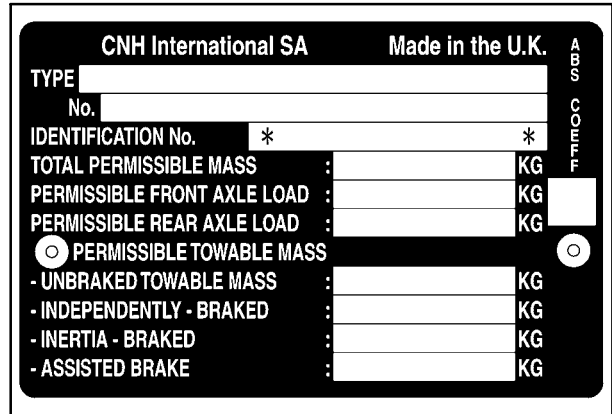 CNH International SA Made in the U.K.
TYPE
No.
IDENTIFICATION No. * *
TOTAL PERMISSIBLE MASS : KG
PERMISSIBLE FRONT AXLE LOAD :
PERMISSIBLE REAR AXLE LOAD : KG
PERMISSIBLE TOWABLE MASS
- UNBRAKED TOWABLE MASS : KG
- INDEPENDENTLY - BRAKED : KG
- INERTIA - BRAKED : KG
- ASSISTED BRAKE : KG
ABS COEFF